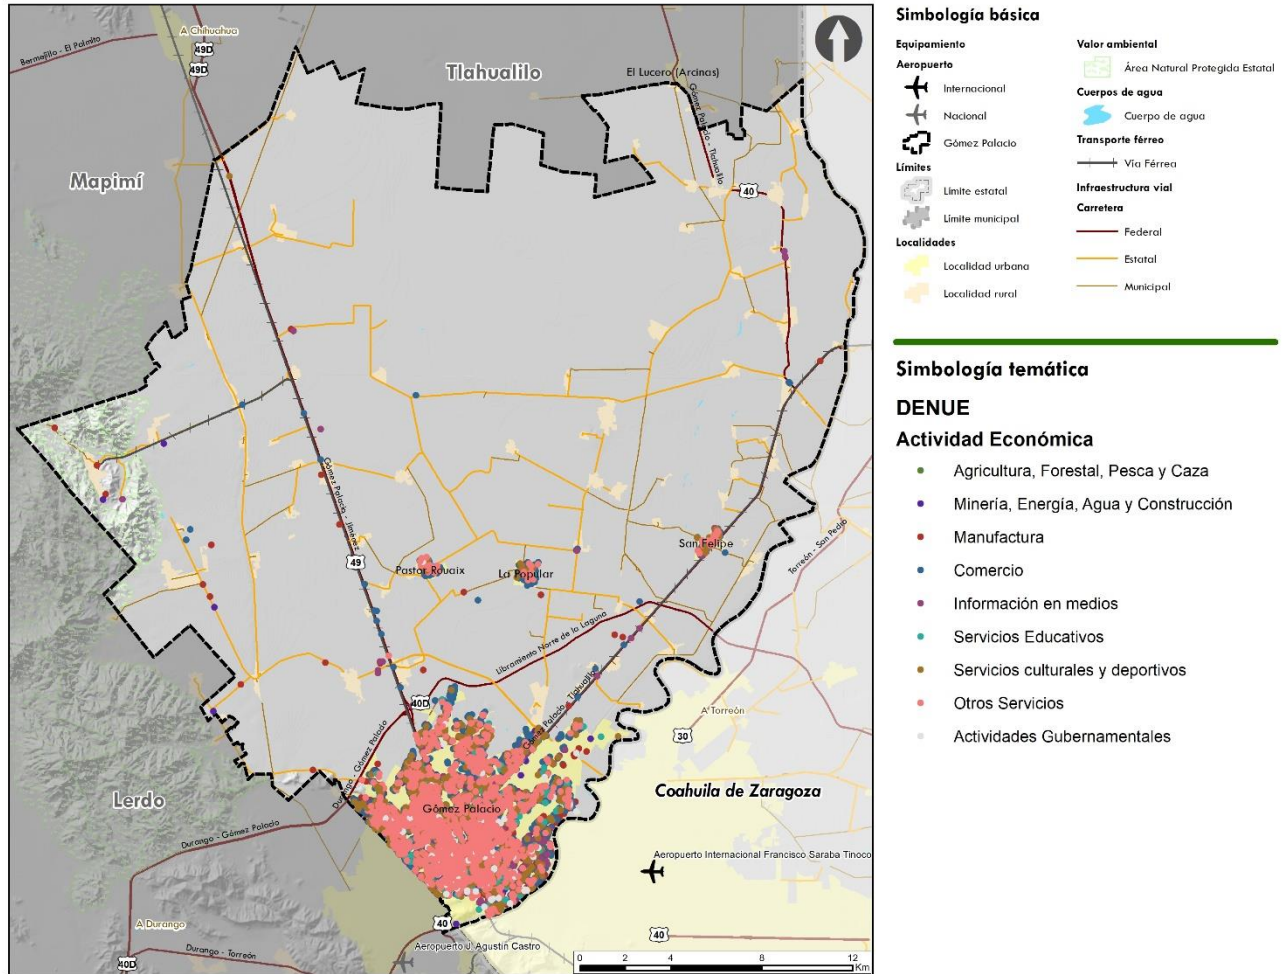 A Chihuahua
49D
49D
Bermejillo - El Palmito
Tlahualilo
El Lucero (Arcinas)
Gómez Palacio - Tlahualilo
40
Mapimí
Gómez Palacio - Jiménez
49
Pastor Rouaix
La Popular
San Felipe
Torreón - San Pedro
Libramiento Norte de la Laguna
Gómez Palacio - Tlahualilo
40D
Durango - Gómez Palacio
A Torreón
30
Lerdo
Gómez Palacio
Coahuila de Zaragoza
Durango - Gómez Palacio
Aeropuerto Internacional Francisco Saraba Tinoco
A Durango
40
40
Aeropuerto J. Agustín Castro
Durango - Torreón
40D
0 2 4 8 12
Km
Simbología básica
Equipamiento
Aeropuerto
Internacional
Nacional
Gómez Palacio
Límites
Límite estatal
Límite municipal
Localidades
Localidad urbana
Localidad rural
Valor ambiental
Área Natural Protegida Estatal
Cuerpos de agua
Cuerpo de agua
Transporte férreo
Vía Férrea
Infraestructura vial
Carretera
Federal
Estatal
Municipal
Simbología temática
DENUE
Actividad Económica
Agricultura, Forestal, Pesca y Caza
Minería, Energía, Agua y Construcción
Manufactura
Comercio
Información en medios
Servicios Educativos
Servicios culturales y deportivos
Otros Servicios
Actividades Gubernamentales